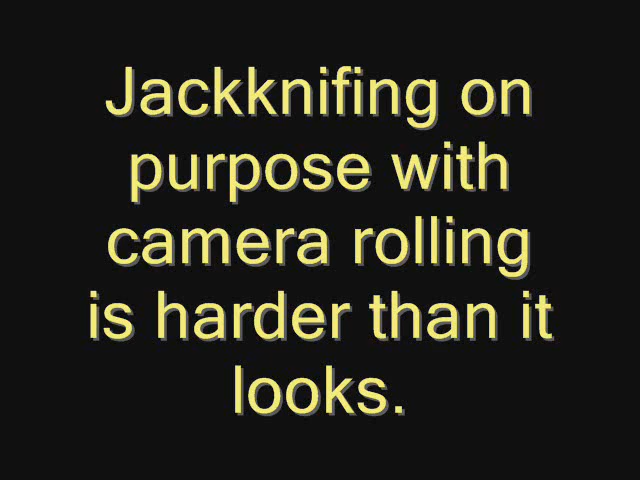 Jackknifing on
purpose with
camera rolling
is harder than it
looks.